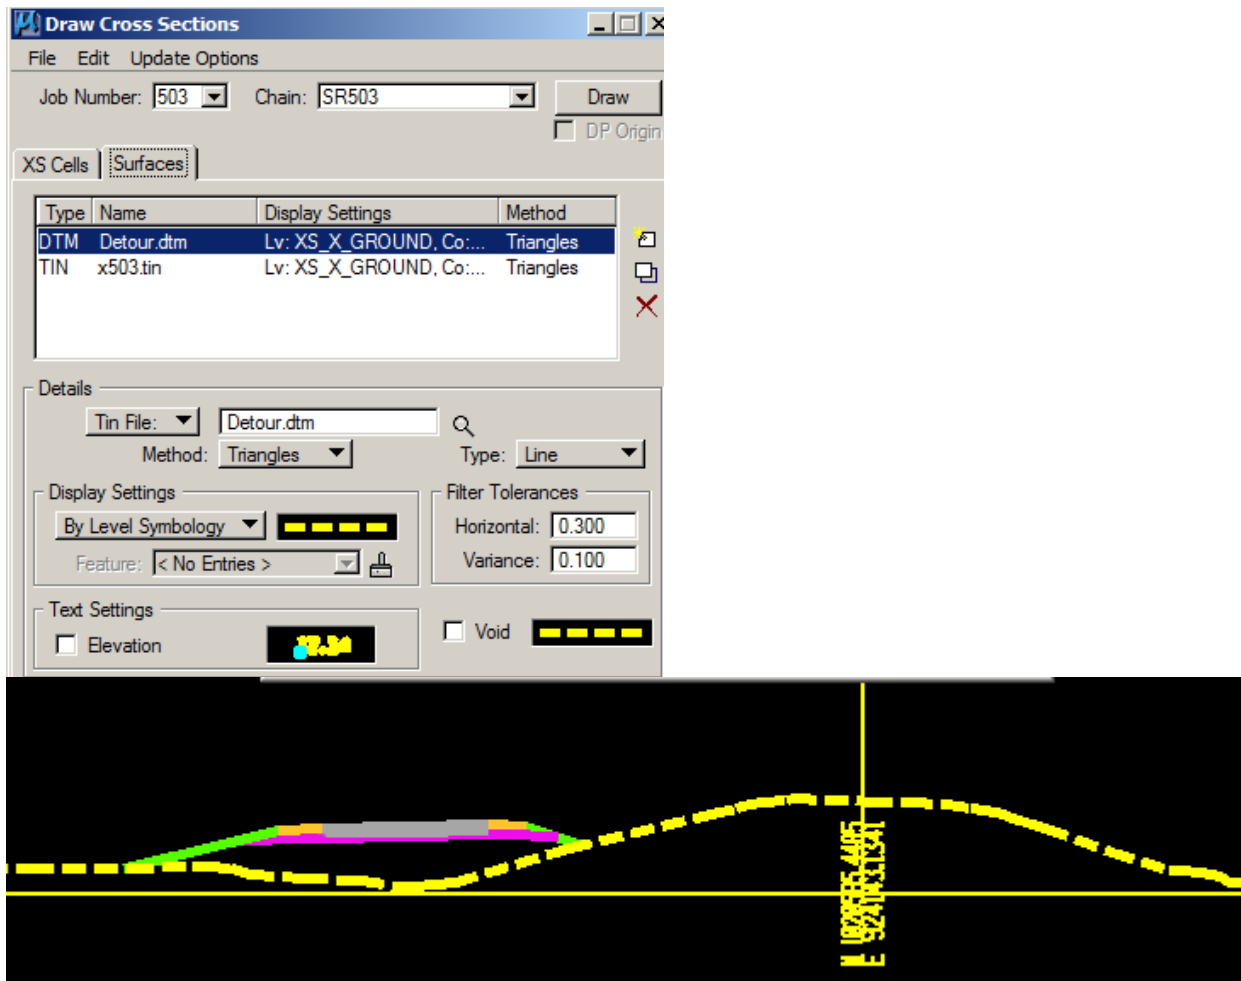 Draw Cross Sections
File Edit Update Options
Job Number: 503 Chain: SR503 Draw
DP Origin
XS Cells Surfaces
Type Name Display Settings Method
DTM Detour.dtm Lv: XS_X_GROUND, Co:... Triangles
TIN x503.tin Lv: XS_X_GROUND, Co:... Triangles
Details
Tin File: Detour.dtm
Method: Triangles Type: Line
Display Settings Filter Tolerances
By Level Symbology Horizontal: 0.300
Feature: < No Entries > Variance: 0.100
Text Settings
Elevation Void